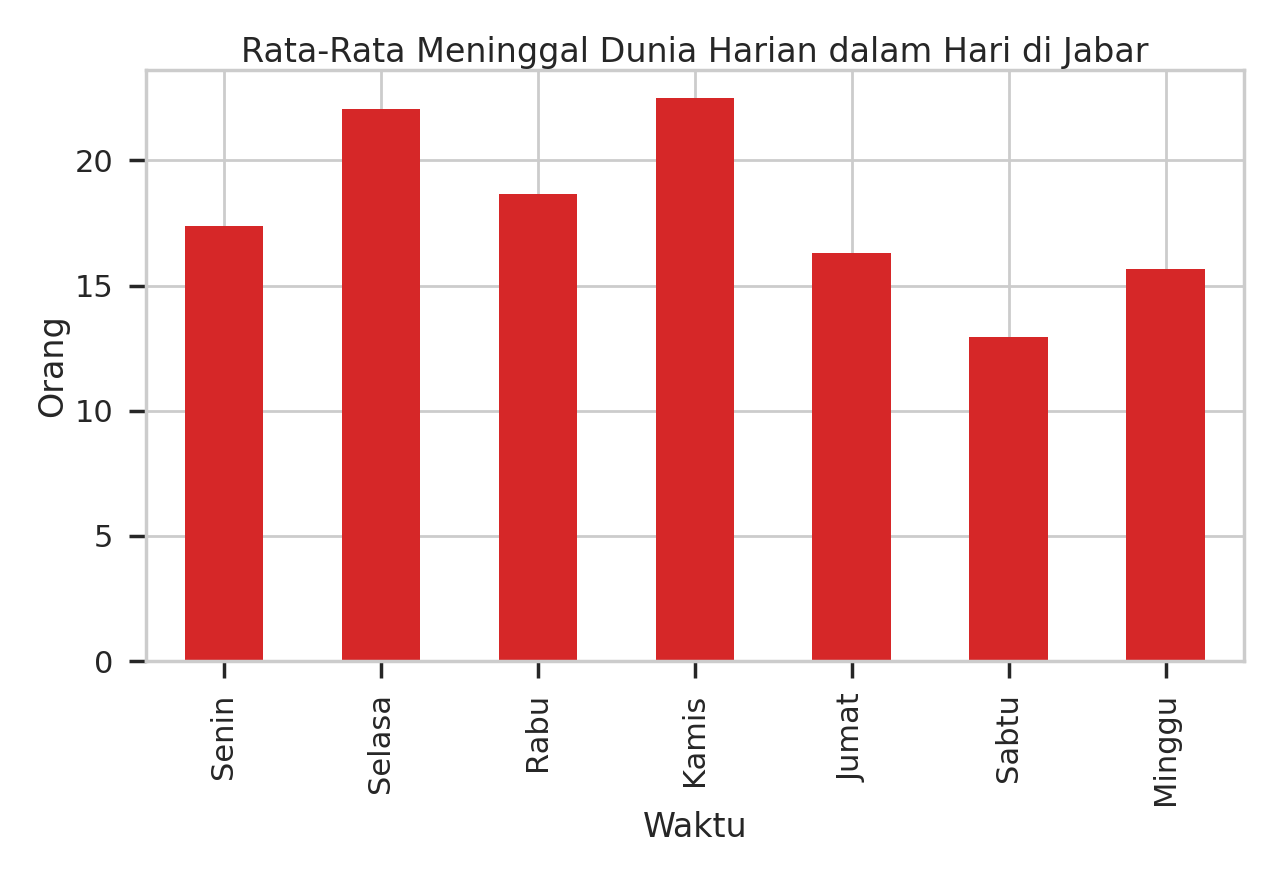 Rata-Rata Meninggal Dunia Harian dalam Hari di Jabar
Orang
20
15
10
5
0
Senin
Selasa
Rabu
Kamis
Jumat
Sabtu
Minggu
Waktu